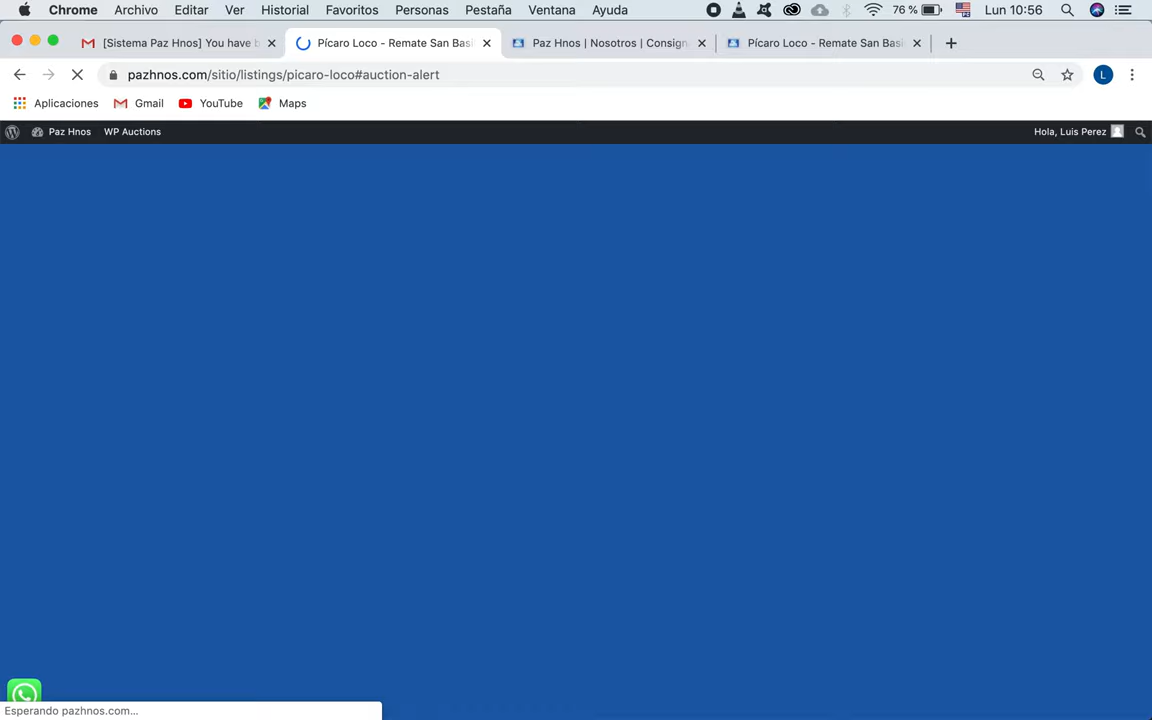 Chrome Archivo Editar Ver Historial Favoritos Personas Pestaña Ventana Ayuda 76 % Lun 10:56
[Sistema Paz Hnos] You have b Pícaro Loco - Remate San Basi Paz Hnos | Nosotros | Consign Pícaro Loco - Remate San Basi
pazhnos.com/sitio/listings/picaro-loco#auction-alert L
Aplicaciones Gmail YouTube Maps
Paz Hnos WP Auctions Hola, Luis Perez
Esperando pazhnos.com...